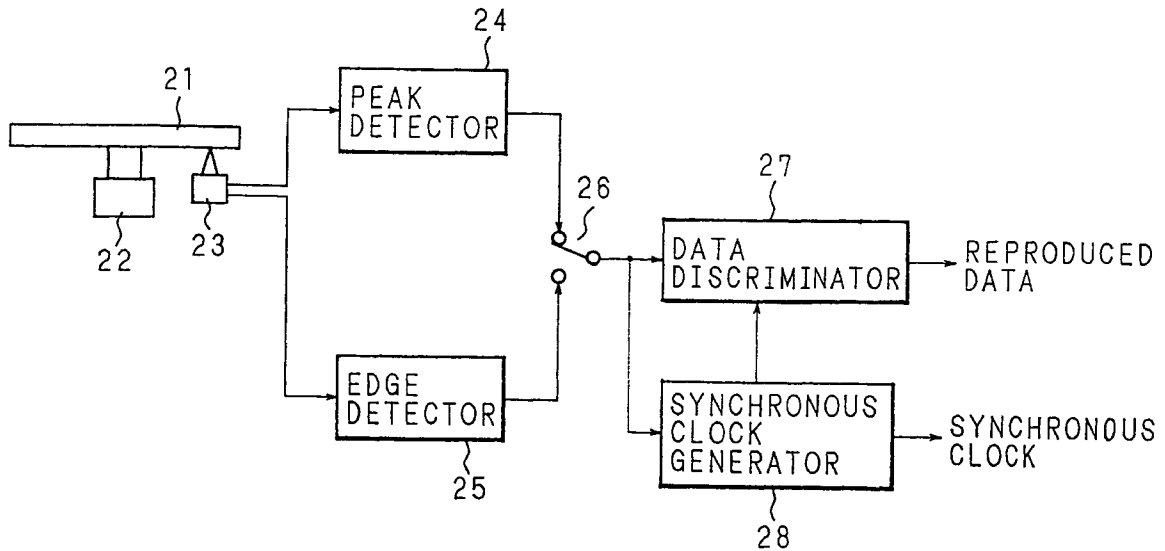 24
21
PEAK
DETECTOR
26
27
22
23
DATA
DISCRIMINATOR
REPRODUCED
DATA
EDGE
DETECTOR
25
SYNCHRONOUS
CLOCK
GENERATOR
SYNCHRONOUS
CLOCK
28